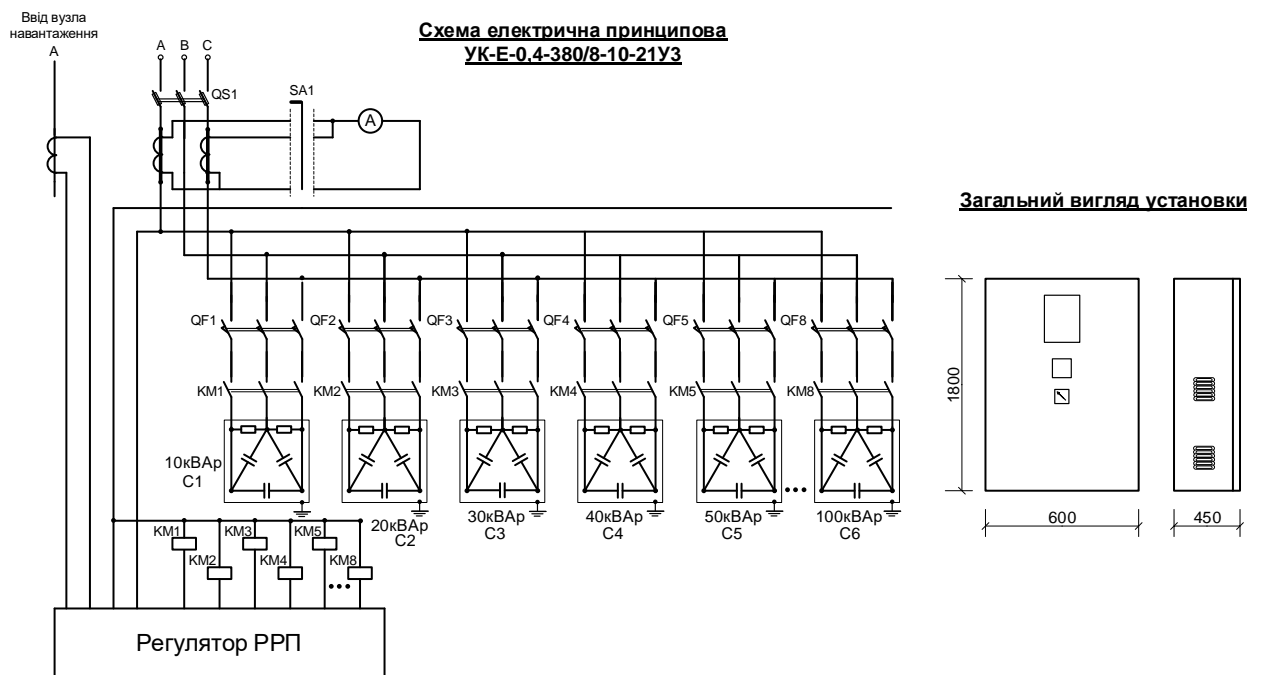 Ввід вузла
навантаження
A
A B C
Схема електрична принципова
УК-Е-0,4-380/8-10-21У3
QS1
SA1
A
Загальний вигляд установки
QF1 QF2 QF3 QF4 QF5 QF8
KM1 KM2 KM3 KM4 KM5 KM8
10кВАр
C1
20кВАр
C2
30кВАр
C3
40кВАр
C4
50кВАр
C5
100кВАр
C6
KM1 KM3 KM5
KM2 KM4 KM8
Регулятор РРП
1800
600
450